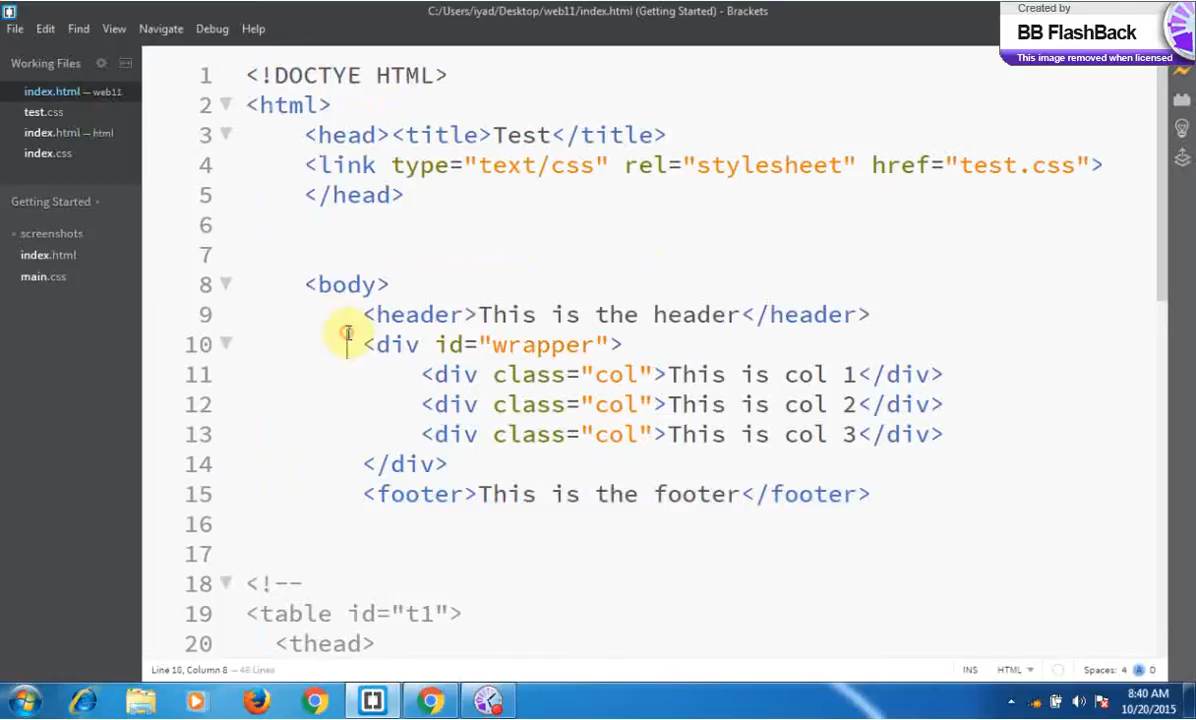 C:/Users/iyad/Desktop/web11/index.html (Getting Started) - Brackets
Created by
BB FlashBack
This image removed when licensed
File Edit Find View Navigate Debug Help
Working Files
index.html — web11
test.css
index.html — html
index.css
Getting Started
screenshots
index.html
main.css
1 <!DOCTYE HTML>
2 <html>
3 <head><title>Test</title>
4 <link type="text/css" rel="stylesheet" href="test.css">
5 </head>
6
7
8 <body>
9 <header>This is the header</header>
10 <div id="wrapper">
11 <div class="col">This is col 1</div>
12 <div class="col">This is col 2</div>
13 <div class="col">This is col 3</div>
14 </div>
15 <footer>This is the footer</footer>
16
17
18 <!--
19 <table id="t1">
20 <thead>
Line 10, Column 8 — 48 Lines
INS HTML Spaces: 4 0
8:40 AM
10/20/2015